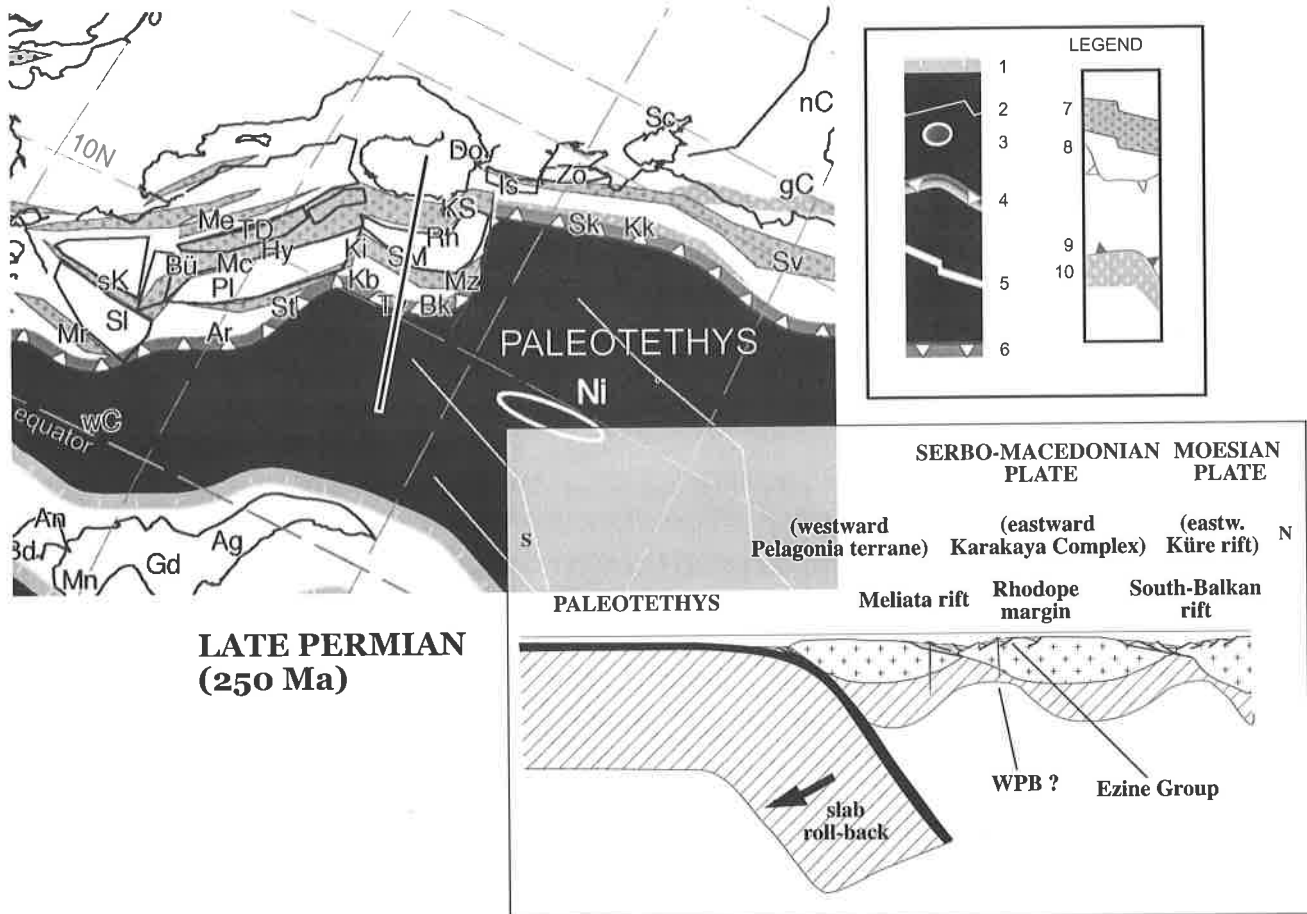 10N
Sc
nC
Do
Is
Zo
gC
Me
TD
KS
Hy
Rh
Sk
Kk
sK
Bü
Mc
Ki
SM
Sv
Pl
Kb
Mz
Sl
St
T
Bk
Mr
Ar
PALEOTETHYS
Ni
equator
wC
An
Bd
Mn
Gd
Ag
LATE PERMIAN
(250 Ma)
LEGEND
1
2
3
4
5
6
7
8
9
10
SERBO-MACEDONIAN
PLATE
MOESIAN
PLATE
S
(westward
Pelagonia terrane)
(eastward
Karakaya Complex)
(eastw.
Küre rift)
N
PALEOTETHYS
Meliata rift
Rhodope
margin
South-Balkan
rift
WPB ?
Ezine Group
slab
roll-back